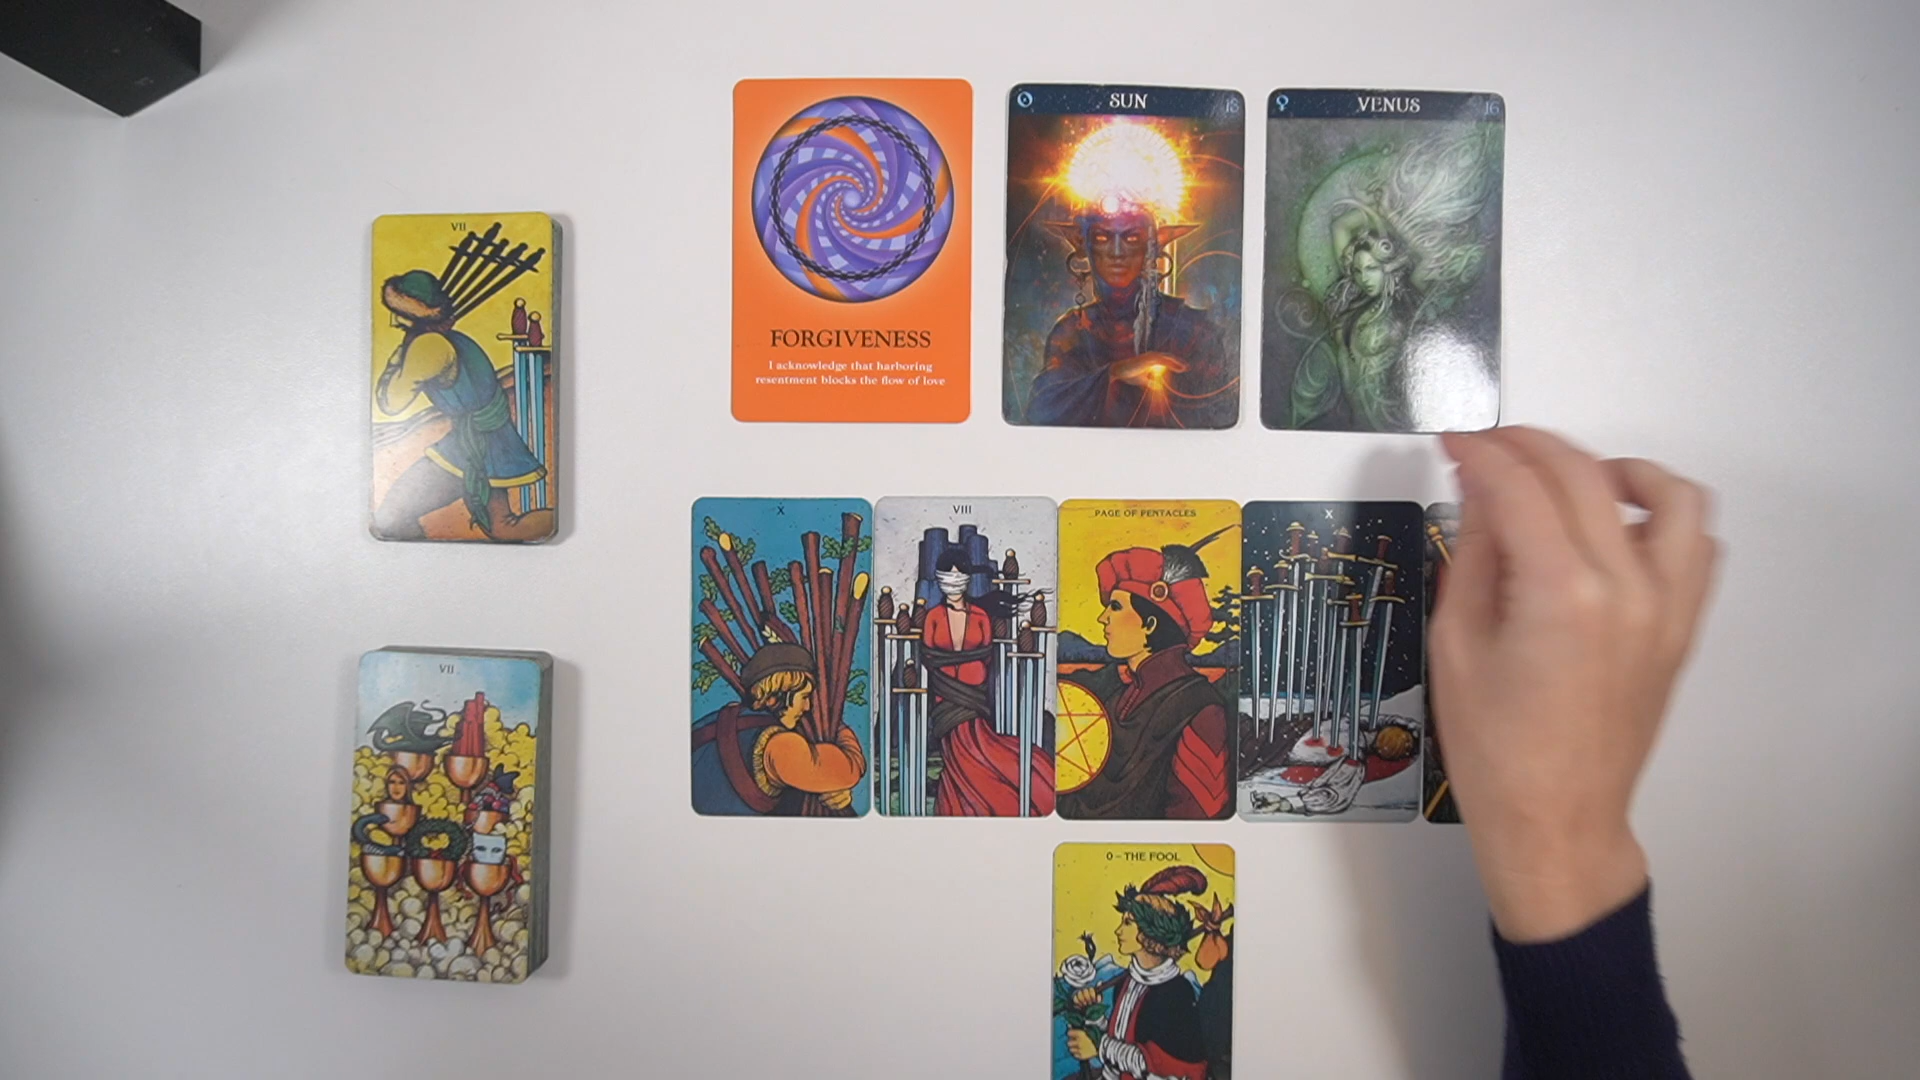 VII
FORGIVENESS
I acknowledge that harboring
resentment blocks the flow of love
SUN
VENUS
16
X
VIII
PAGE OF PENTACLES
X
VII
0 – THE FOOL